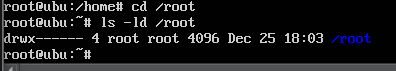 root@ubu:/home# cd /root
root@ubu:~# ls -ld /root
drwx------ 4 root root 4096 Dec 25 18:03 /root
root@ubu:~#